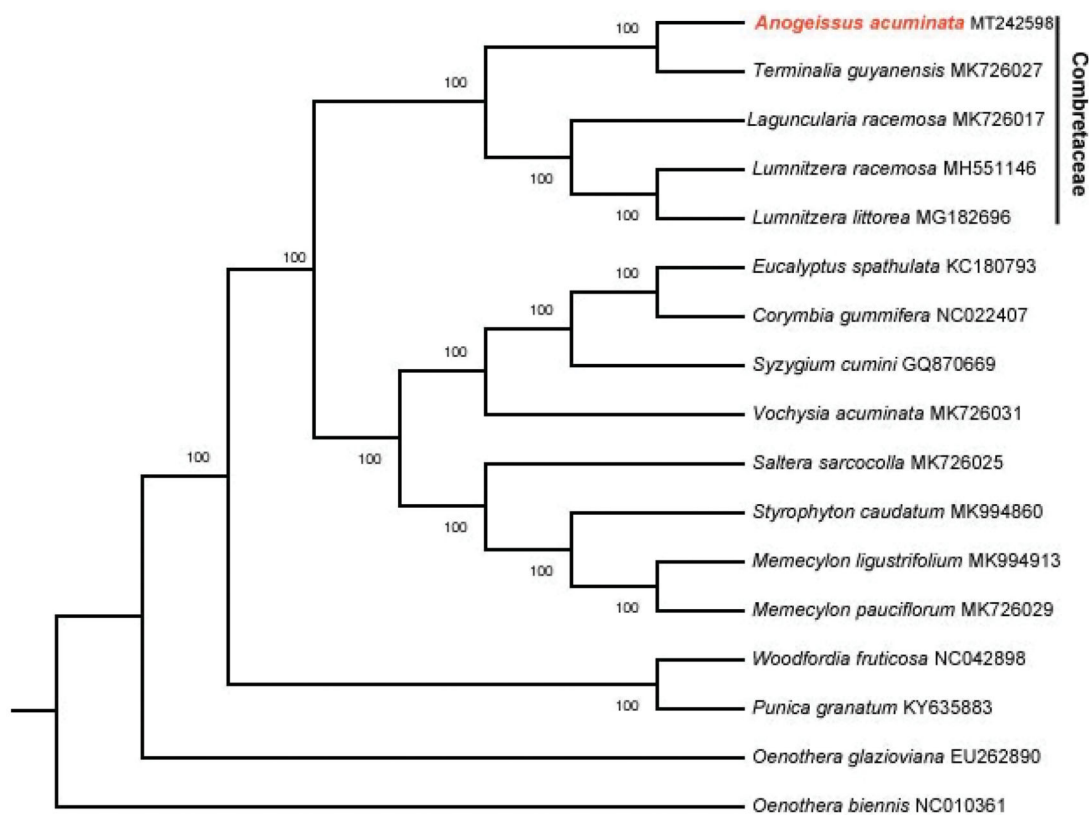 Anogeissus acuminata MT242598
100
Terminalia guyanensis MK726027
100
Laguncularia racemosa MK726017
Combretaceae
Lumnitzera racemosa MH551146
100
Lumnitzera littorea MG182696
100
100
Eucalyptus spathulata KC180793
100
Corymbia gummifera NC022407
100
100
Syzygium cumini GQ870669
Vochysia acuminata MK726031
100
100
Saltera sarcocolla MK726025
Styrophyton caudatum MK994860
100
Memecylon ligustrifolium MK994913
100
Memecylon pauciflorum MK726029
100
Woodfordia fruticosa NC042898
Punica granatum KY635883
100
Oenothera glazioviana EU262890
Oenothera biennis NC010361